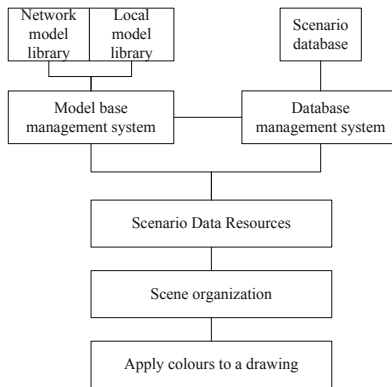 Network
model
library
Local
model
library
Scenario
database
Model base
management system
Database
management system
Scenario Data Resources
Scene organization
Apply colours to a drawing